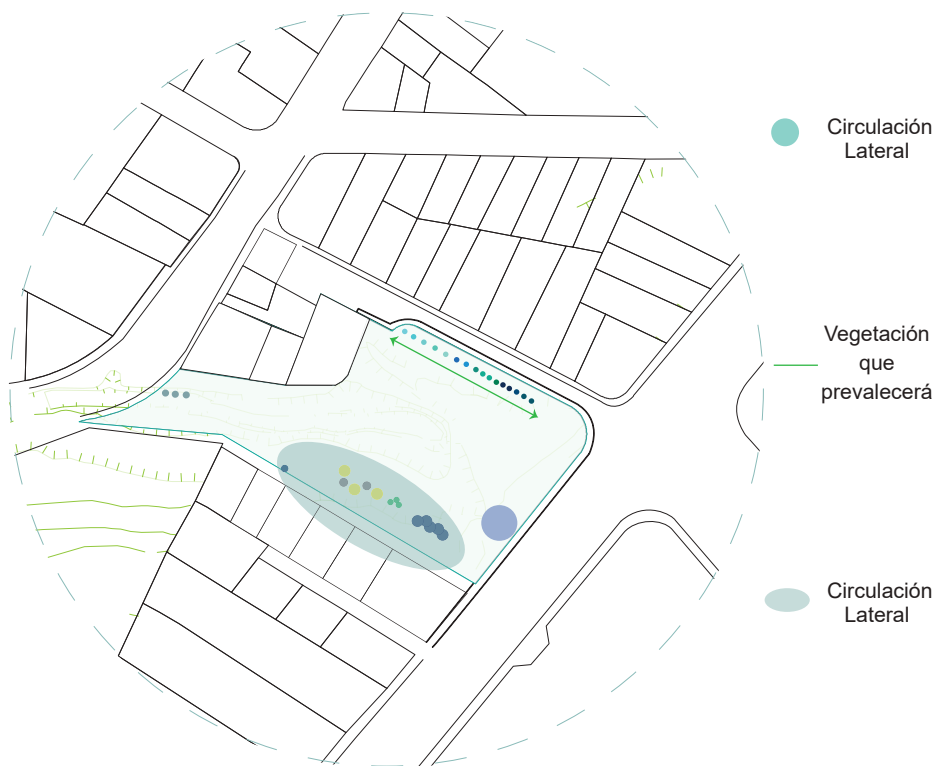 Circulación
Lateral
Vegetación
que
prevalecerá
Circulación
Lateral